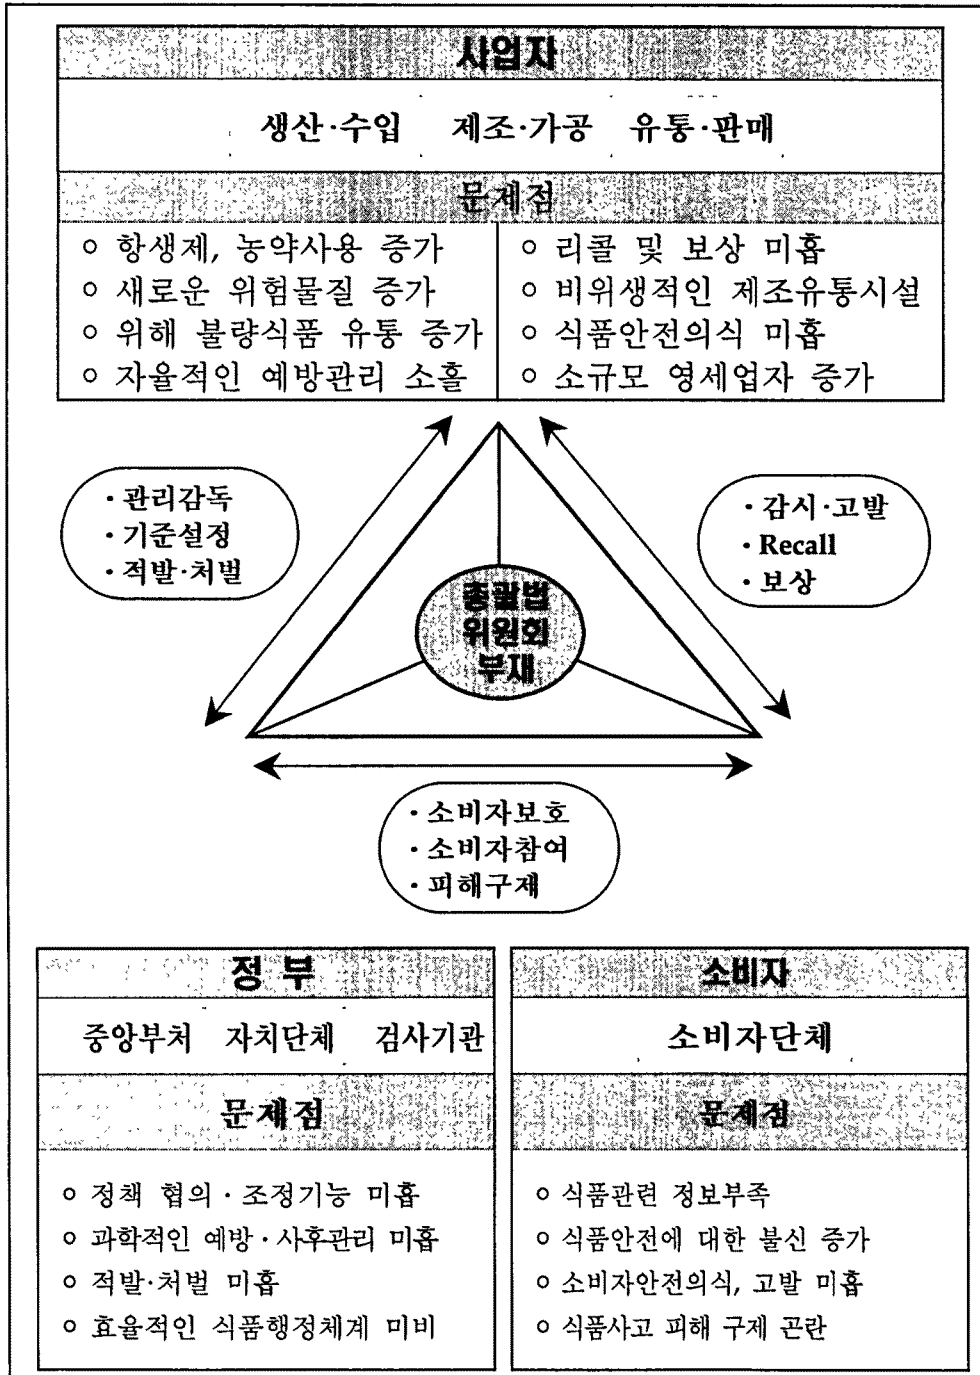 사업자
생산·수입 제조·가공 유통·판매
문제점
○ 항생제, 농약사용 증가
○ 새로운 위험물질 증가
○ 위해 불량식품 유통 증가
○ 자율적인 예방관리 소홀
○ 리콜 및 보상 미흡
○ 비위생적인 제조유통시설
○ 식품안전의식 미흡
○ 소규모 영세업자 증가
· 관리감독
· 기준설정
· 적발·처벌
· 감시·고발
· Recall
· 보상
총괄법
위원회
부재
· 소비자보호
· 소비자참여
· 피해구제
정 부
중앙부처 자치단체 검사기관
문제점
○ 정책 협의·조정기능 미흡
○ 과학적인 예방·사후관리 미흡
○ 적발·처벌 미흡
○ 효율적인 식품행정체계 미비
소비자
소비자단체
문제점
○ 식품관련 정보부족
○ 식품안전에 대한 불신 증가
○ 소비자안전의식, 고발 미흡
○ 식품사고 피해 구제 곤란